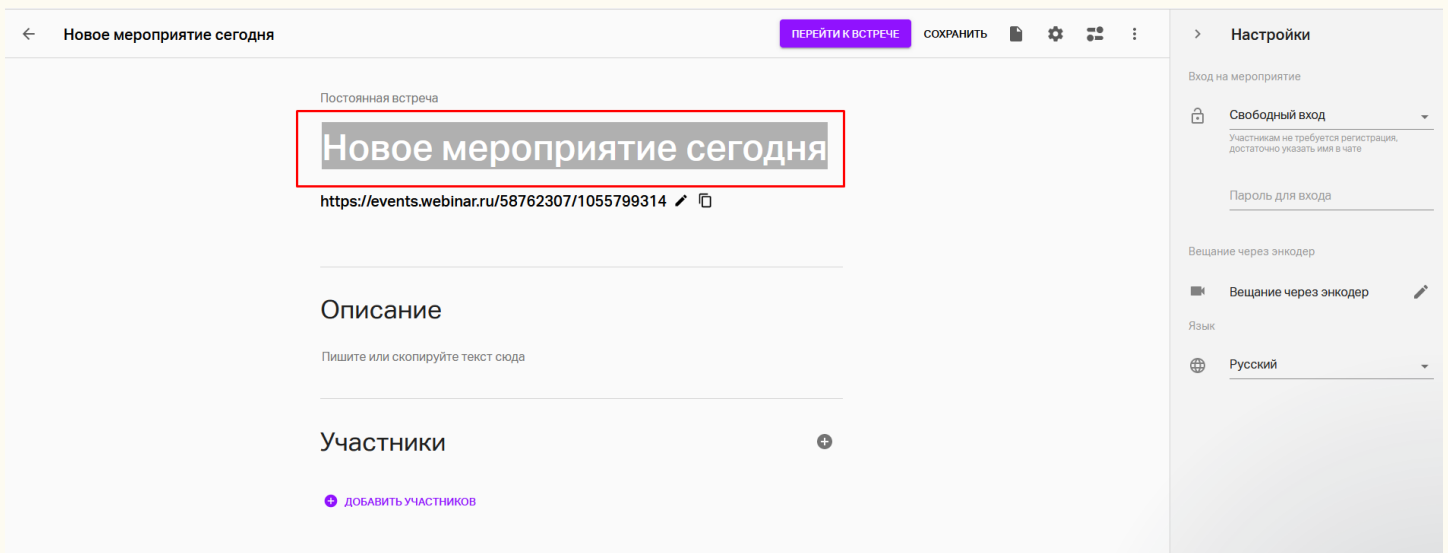 Новое мероприятие сегодня
ПЕРЕЙТИ К ВСТРЕЧЕ
СОХРАНИТЬ
Постоянная встреча
Новое мероприятие сегодня
https://events.webinar.ru/58762307/1055799314
Описание
Пишите или скопируйте текст сюда
Участники
ДОБАВИТЬ УЧАСТНИКОВ
Настройки
Вход на мероприятие
Свободный вход
Участникам не требуется регистрация,
достаточно указать имя в чате
Пароль для входа
Вещание через энкодер
Вещание через энкодер
Язык
Русский